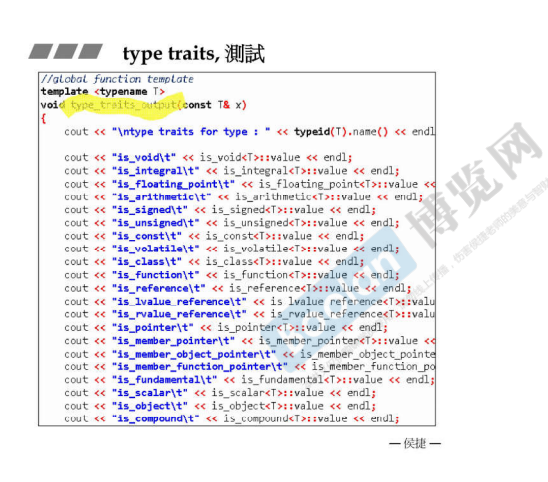 type traits, 測試
//global function template
template <typename T>
void type_traits_output(const T& x)
{
cout << "\ntype traits for type : " << typeid(T).name() << endl
cout << "is_void\t" << is_void<T>::value << endl;
cout << "is_integral\t" << is_integral<T>::value << endl;
cout << "is_floating_point\t" << is_floating_point<T>::value <<
cout << "is_arithmetic\t" << is_arithmetic<T>::value << endl;
cout << "is_signed\t" << is_signed<T>::value << endl;
cout << "is_unsigned\t" << is_unsigned<T>::value << endl;
cout << "is_const\t" << is_const<T>::value << endl;
cout << "is_volatile\t" << is_volatile<T>::value << endl;
cout << "is_class\t" << is_class<T>::value << endl;
cout << "is_function\t" << is_function<T>::value << endl;
cout << "is_reference\t" << is_reference<T>::value << endl;
cout << "is_lvalue_reference\t" << is_lvalue_reference<T>::valu
cout << "is_rvalue_reference\t" << is_rvalue_reference<T>::valu
cout << "is_pointer\t" << is_pointer<T>::value << endl;
cout << "is_member_pointer\t" << is_member_pointer<T>::value <<
cout << "is_member_object_pointer\t" << is_member_object_pointe
cout << "is_member_function_pointer\t" << is_member_function_po
cout << "is_fundamental\t" << is_fundamental<T>::value << endl;
cout << "is_scalar\t" << is_scalar<T>::value << endl;
cout << "is_object\t" << is_object<T>::value << endl;
cout << "is_compound\t" << is_compound<T>::value << endl;
博览网
— 侯捷 —